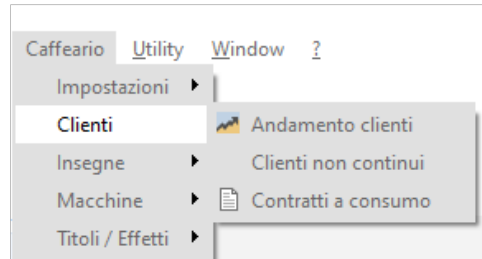 Caffeario Utility Window ?
Impostazioni
Clienti
Andamento clienti
Insegne
Clienti non continui
Macchine
Contratti a consumo
Titoli / Effetti